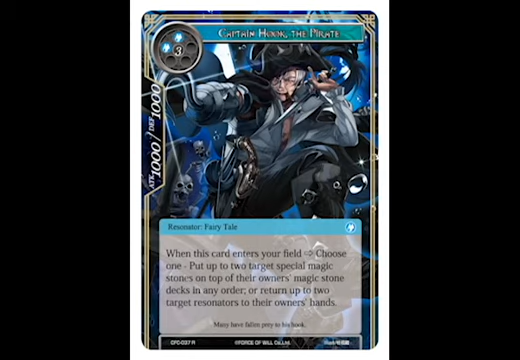 Captain Hook, the Pirate
3
ATK 1000 / DEF 1000
Resonator: Fairy Tale
When this card enters your field ⇨ Choose
one - Put up to two target special magic
stones on top of their owners' magic stone
decks in any order; or return up to two
target resonators to their owners' hands.
Many have fallen prey to his hook.
CFC-037 R ©FORCE OF WILL Co.,Ltd.